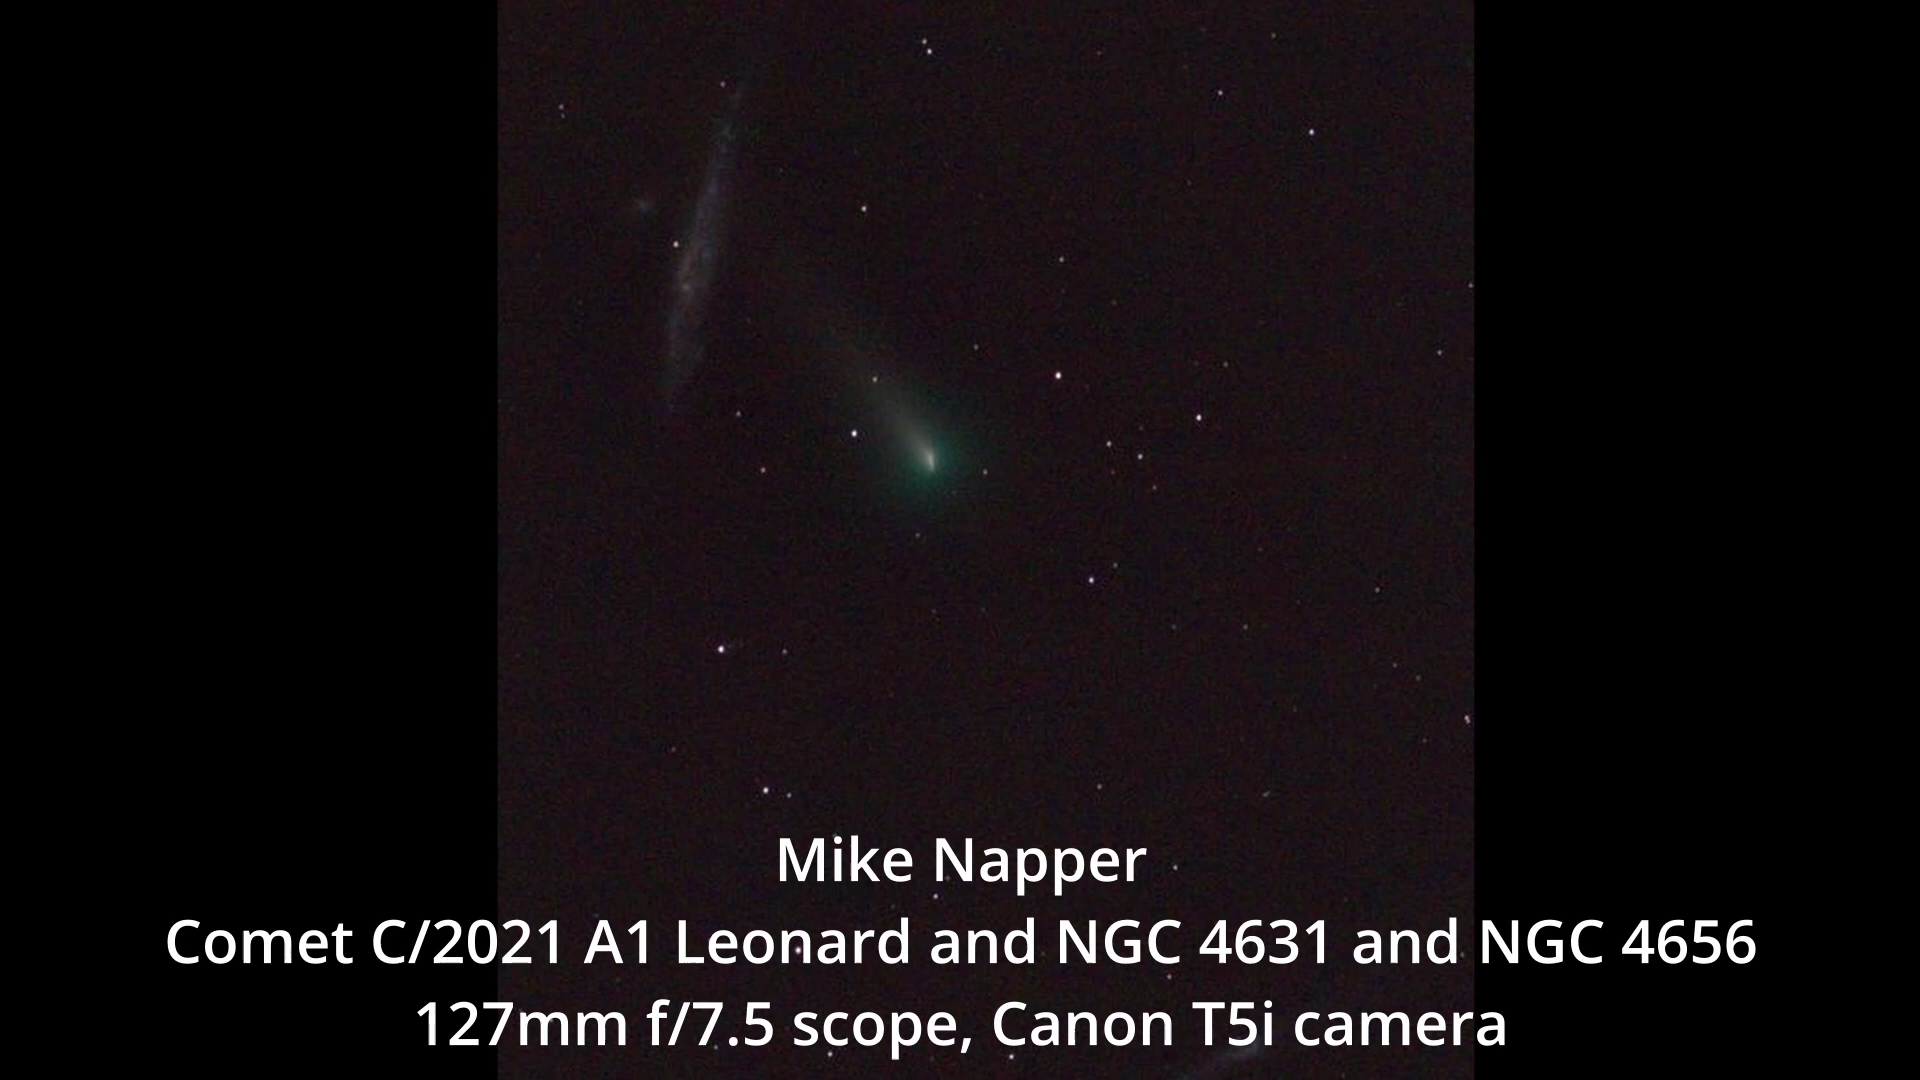 Mike Napper
Comet C/2021 A1 Leonard and NGC 4631 and NGC 4656
127mm f/7.5 scope, Canon T5i camera